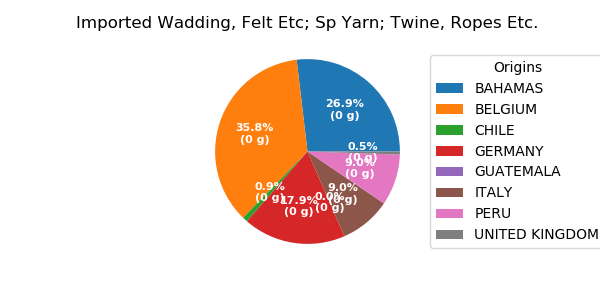 Imported Wadding, Felt Etc; Sp Yarn; Twine, Ropes Etc.
Origins
BAHAMAS
BELGIUM
CHILE
GERMANY
GUATEMALA
ITALY
PERU
UNITED KINGDOM
26.9%
(0 g)
35.8%
(0 g)
0.9%
(0 g)
17.9%
(0 g)
0.0%
(0 g)
9.0%
(0 g)
9.0%
(0 g)
0.5%
(0 g)